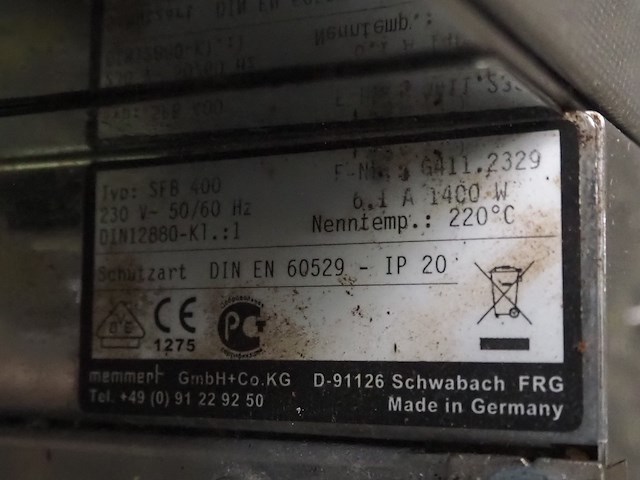 Typ: SFB 400
F-Nr.: G411.2329
230 V~ 50/60 Hz
6.1 A 1400 W
DIN12880-Kl.:1
Nenntemp.: 220°C
Schutzart DIN EN 60529 - IP 20
CE
1275
memmert GmbH+Co.KG D-91126 Schwabach FRG
Tel. +49 (0) 91 22 92 50
Made in Germany